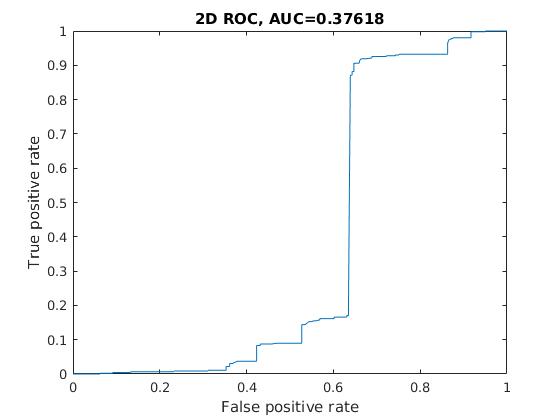 2D ROC, AUC=0.37618
1
0.9
0.8
0.7
0.6
0.5
0.4
0.3
0.2
0.1
0
True positive rate
0 0.2 0.4 0.6 0.8 1
False positive rate